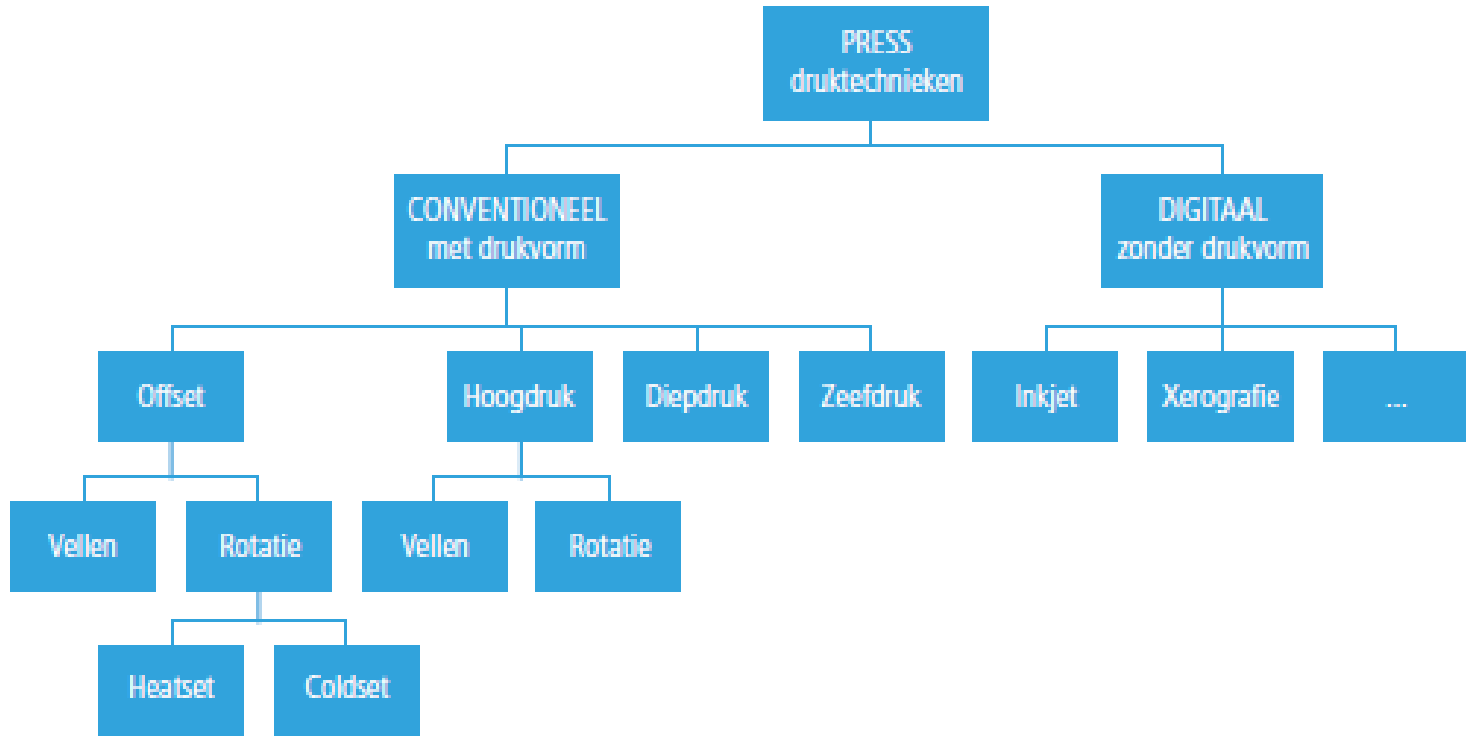 PRESS
druktechnieken
CONVENTIONEEL
met drukvorm
DIGITAAL
zonder drukvorm
Offset
Hoogdruk
Diepdruk
Zeefdruk
Inkjet
Xerografie
...
Vellen
Rotatie
Vellen
Rotatie
Heatset
Coldset